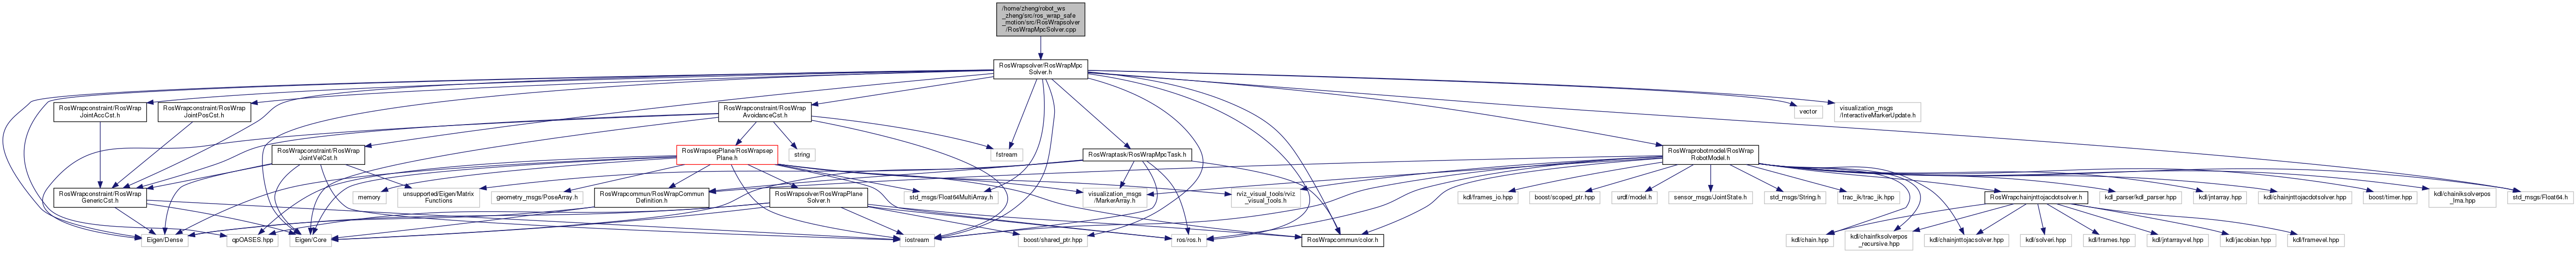 /home/zheng/robot_ws
_zheng/src/ros_wrap_safe
_motion/src/RosWrapsolver
/RosWrapMpcSolver.cpp
RosWrapsolver/RosWrapMpc
Solver.h
RosWrapconstraint/RosWrap
JointAccCst.h
RosWrapconstraint/RosWrap
JointPosCst.h
RosWrapconstraint/RosWrap
AvoidanceCst.h
vector
visualization_msgs
/InteractiveMarkerUpdate.h
RosWrapconstraint/RosWrap
JointVelCst.h
RosWrapsepPlane/RosWrapsep
Plane.h
string
fstream
RosWraptask/RosWrapMpcTask.h
RosWraprobotmodel/RosWrap
RobotModel.h
RosWrapconstraint/RosWrap
GenericCst.h
memory
unsupported/Eigen/Matrix
Functions
geometry_msgs/PoseArray.h
RosWrapcommun/RosWrapCommun
Definition.h
RosWrapsolver/RosWrapPlane
Solver.h
std_msgs/Float64MultiArray.h
visualization_msgs
/MarkerArray.h
rviz_visual_tools/rviz
_visual_tools.h
kdl/frames_io.hpp
boost/scoped_ptr.hpp
urdf/model.h
sensor_msgs/JointState.h
std_msgs/String.h
trac_ik/trac_ik.hpp
RosWrapchainjnttojacdotsolver.h
kdl_parser/kdl_parser.hpp
kdl/jntarray.hpp
kdl/chainjnttojacdotsolver.hpp
boost/timer.hpp
kdl/chainiksolverpos
_lma.hpp
std_msgs/Float64.h
Eigen/Dense
qpOASES.hpp
Eigen/Core
iostream
boost/shared_ptr.hpp
ros/ros.h
RosWrapcommun/color.h
kdl/chain.hpp
kdl/chainfksolverpos
_recursive.hpp
kdl/chainjnttojacsolver.hpp
kdl/solveri.hpp
kdl/frames.hpp
kdl/jntarrayvel.hpp
kdl/jacobian.hpp
kdl/framevel.hpp